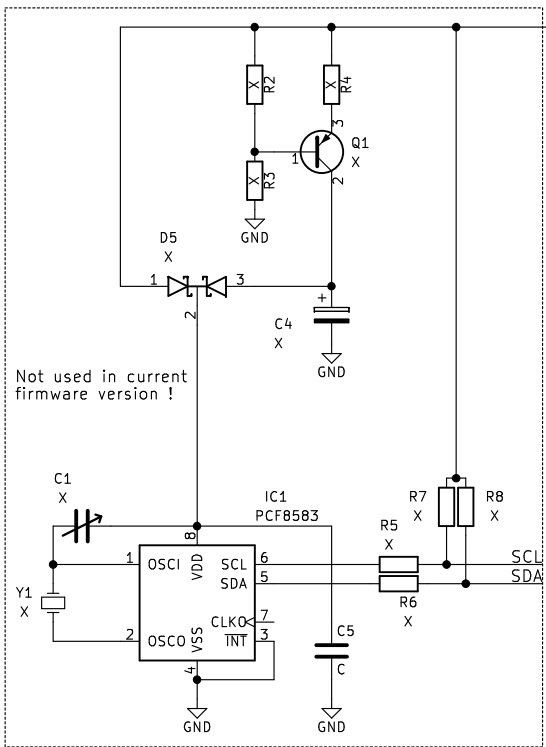 X
R2
X
R4
3
Q1
X
1
X
R3
2
GND
D5
X
1
3
2
+
C4
X
GND
Not used in current
firmware version !
C1
X
IC1
PCF8583
R7
X
R8
X
R5
X
8
1
OSCI
VDD
SCL
6
SCL
SDA
5
SDA
Y1
X
R6
X
CLKO
7
2
OSCO
VSS
INT
3
C5
C
4
GND
GND